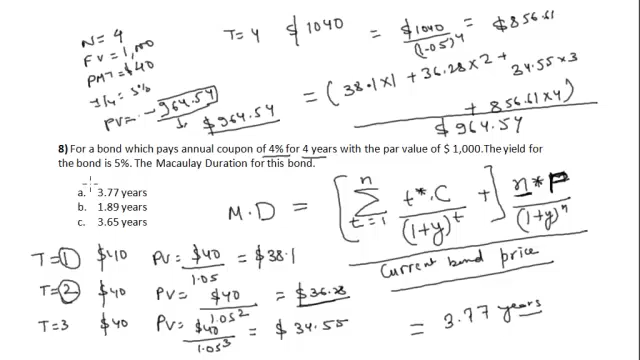 N = 4
FV = 1,000
PMT = $40
I/Y = 5%
PV = - 964.54
$964.54
T = 4 $1040 = $1040 / (1.05)^4 = $856.61
= (38.1 x 1 + 36.28 x 2 + 34.55 x 3
+ 856.61 x 4)
$964.54
8) For a bond which pays annual coupon of 4% for 4 years with the par value of $ 1,000.The yield for
the bond is 5%. The Macaulay Duration for this bond.
a. 3.77 years
b. 1.89 years
c. 3.65 years
M.D = [ n ∑ t=1 t*.C / (1+y)^t + ] n * P / (1+y)^n
Current bond price
T = 1 $40 PV = $40 / 1.05 = $38.1
T = 2 $40 PV = $40 / 1.05^2 = $36.28
T = 3 $40 PV = $40 / 1.05^3 = $34.55
= 3.77 years